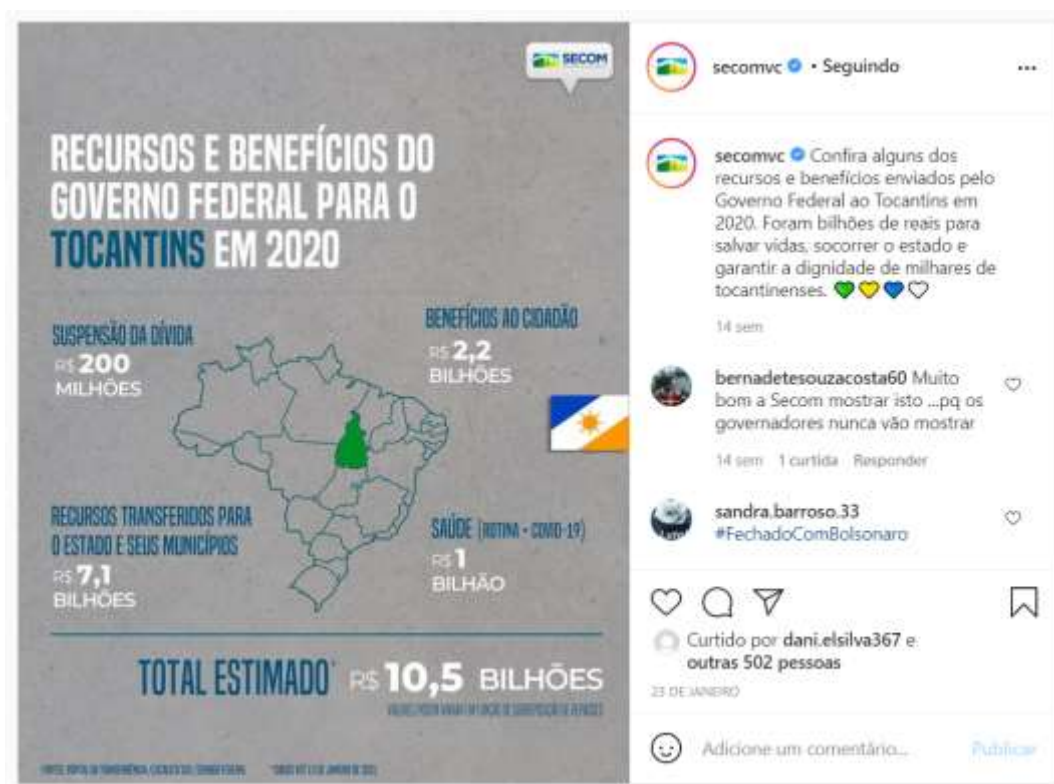 SECOM
RECURSOS E BENEFÍCIOS DO
GOVERNO FEDERAL PARA O
TOCANTINS EM 2020
SUSPENSÃO DA DÍVIDA
R$ 200
MILHÕES
BENEFÍCIOS AO CIDADÃO
R$ 2,2
BILHÕES
RECURSOS TRANSFERIDOS PARA
O ESTADO E SEUS MUNICÍPIOS
R$ 7,1
BILHÕES
SAÚDE (ROTINA + COVID-19)
R$ 1
BILHÃO
TOTAL ESTIMADO* R$ 10,5 BILHÕES
secomvc • Seguindo
secomvc Confira alguns dos
recursos e benefícios enviados pelo
Governo Federal ao Tocantins em
2020. Foram bilhões de reais para
salvar vidas, socorrer o estado e
garantir a dignidade de milhares de
tocantinenses.
14 sem
bernadetesouzacosta60 Muito
bom a Secom mostrar isto ...pq os
governadores nunca vão mostrar
14 sem 1 curtida Responder
sandra.barroso.33
#FechadoComBolsonaro
Curtido por dani.elsilva367 e
outras 502 pessoas
23 DE JANEIRO
Adicione um comentário... Publicar